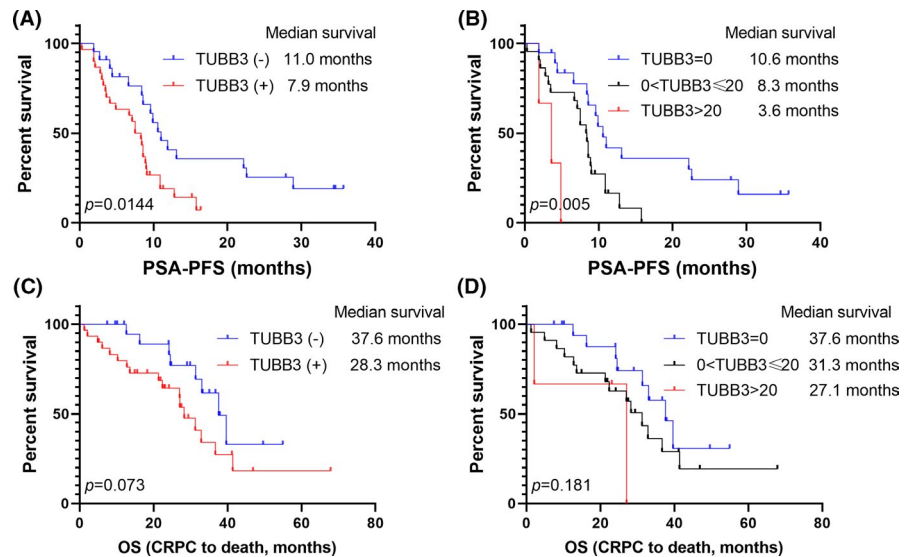 (A)
Median survival
TUBB3 (-) 11.0 months
TUBB3 (+) 7.9 months
Percent survival
100
50
0
p=0.0144
0 10 20 30 40
PSA-PFS (months)
(B)
Median survival
TUBB3=0 10.6 months
0<TUBB3≤20 8.3 months
TUBB3>20 3.6 months
Percent survival
100
50
0
p=0.005
0 10 20 30 40
PSA-PFS (months)
(C)
Median survival
TUBB3 (-) 37.6 months
TUBB3 (+) 28.3 months
Percent survival
100
50
0
p=0.073
0 20 40 60 80
OS (CRPC to death, months)
(D)
Median survival
TUBB3=0 37.6 months
0<TUBB3≤20 31.3 months
TUBB3>20 27.1 months
Percent survival
100
50
0
p=0.181
0 20 40 60 80
OS (CRPC to death, months)